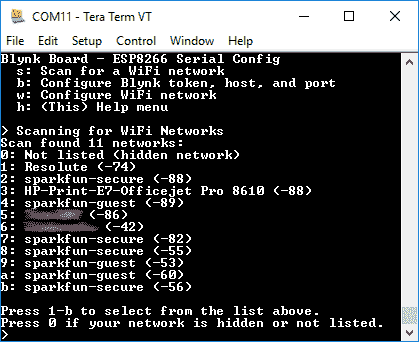 COM11 - Tera Term VT
File Edit Setup Control Window Help
Blynk Board - ESP8266 Serial Config
s: Scan for a WiFi network
b: Configure Blynk token, host, and port
w: Configure WiFi network
h: (This) Help menu
> Scanning for WiFi Networks
Scan found 11 networks:
0: Not listed (hidden network)
1: Resolute (-74)
2: sparkfun-secure (-88)
3: HP-Print-E7-Officejet Pro 8610 (-88)
4: sparkfun-guest (-89)
5: (-86)
6: (-42)
7: sparkfun-secure (-82)
8: sparkfun-secure (-55)
9: sparkfun-guest (-53)
a: sparkfun-guest (-60)
b: sparkfun-secure (-56)
Press 1-b to select from the list above.
Press 0 if your network is hidden or not listed.
>